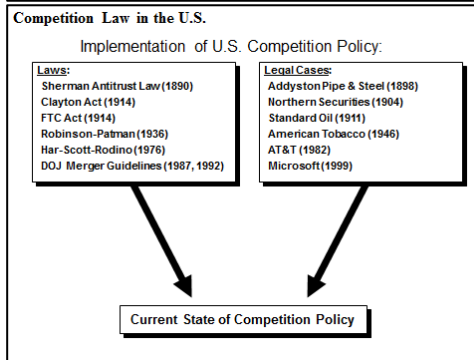 Competition Law in the U.S.
Implementation of U.S. Competition Policy:
Laws:
Sherman Antitrust Law (1890)
Clayton Act (1914)
FTC Act (1914)
Robinson-Patman (1936)
Har-Scott-Rodino (1976)
DOJ Merger Guidelines (1987, 1992)
Legal Cases:
Addyston Pipe & Steel (1898)
Northern Securities (1904)
Standard Oil (1911)
American Tobacco (1946)
AT&T (1982)
Microsoft (1999)
Current State of Competition Policy